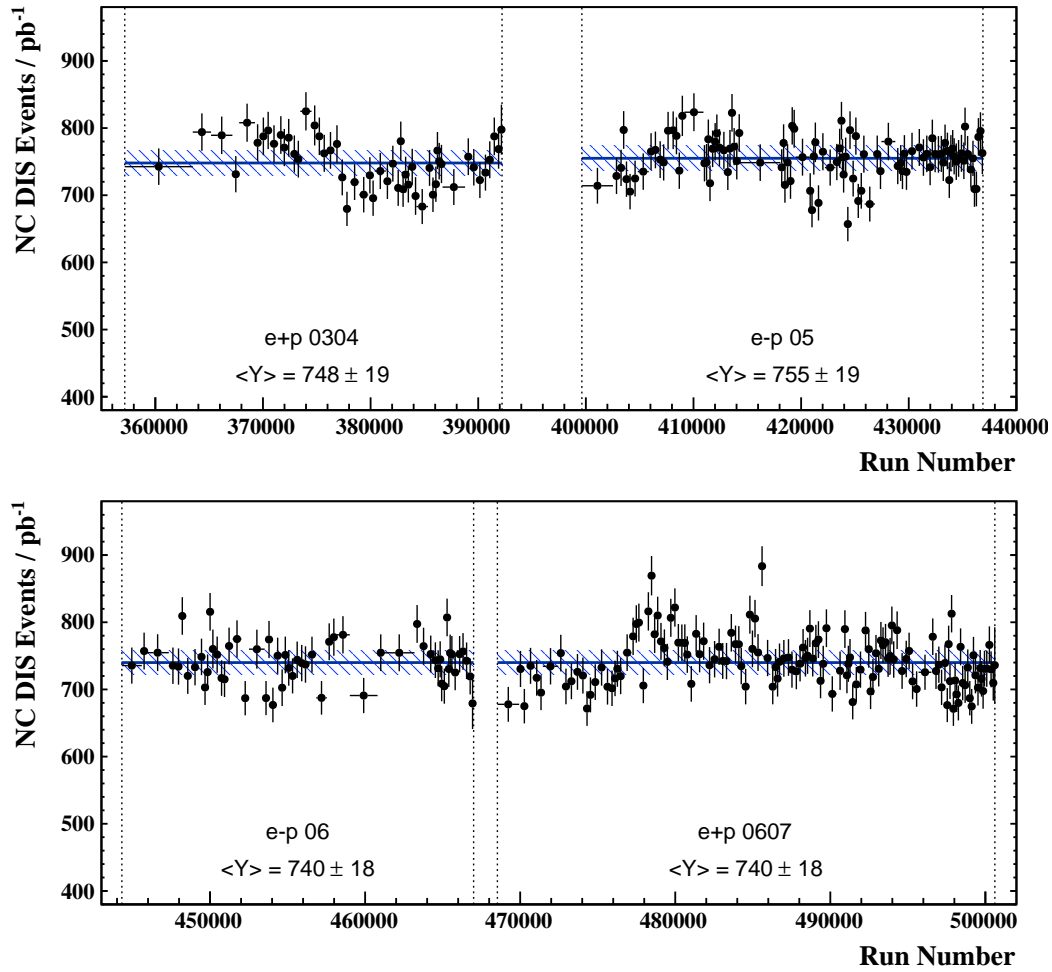 NC DIS Events / pb⁻¹
900
800
700
600
500
400
e+p 0304
<Y> = 748 ± 19
e-p 05
<Y> = 755 ± 19
360000 370000 380000 390000 400000 410000 420000 430000 440000
Run Number
NC DIS Events / pb⁻¹
900
800
700
600
500
400
e-p 06
<Y> = 740 ± 18
e+p 0607
<Y> = 740 ± 18
450000 460000 470000 480000 490000 500000
Run Number